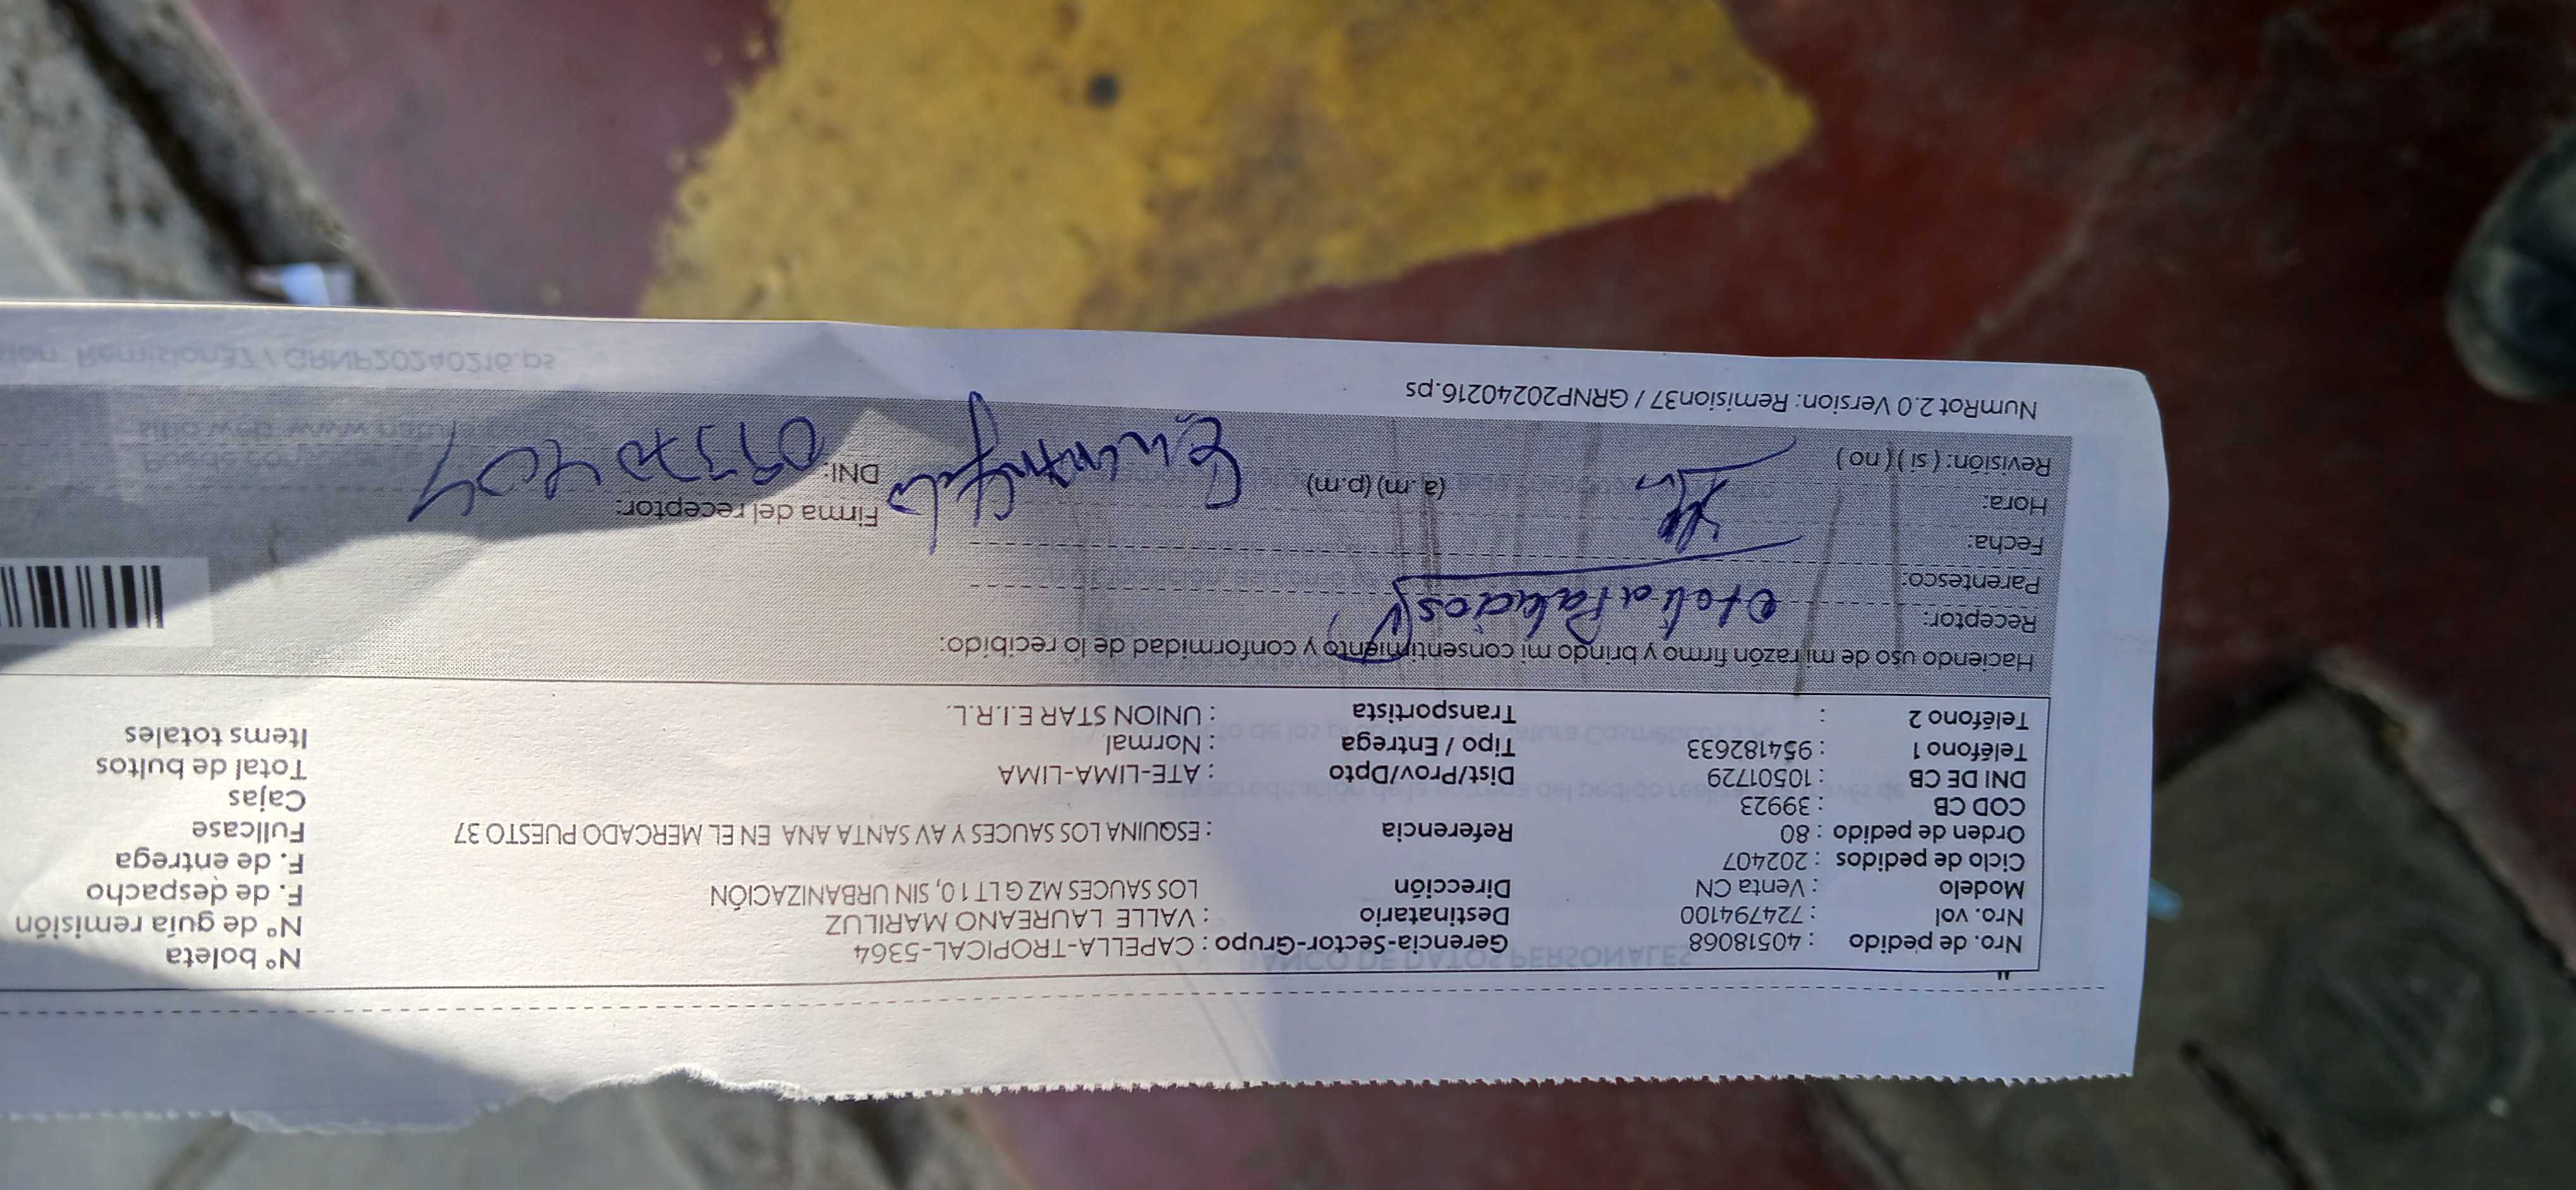 Nro. de pedido : 40518068 Gerencia-Sector-Grupo : CAPELLA-TROPICAL-5364 N° boleta
Nro. vol : 724794100 Destinatario : VALLE LAUREANO MARILUZ N° de guía remisión
Modelo : Venta CN Dirección LOS SAUCES MZ G LT 10, SIN URBANIZACIÓN F. de despacho
Ciclo de pedidos : 202407 F. de entrega
Orden de pedido : 80 Referencia : ESQUINA LOS SAUCES Y AV SANTA ANA EN EL MERCADO PUESTO 37 Fullcase
COD CB : 39923 Cajas
DNI DE CB : 10501729 Dist/Prov/Dpto : ATE-LIMA-LIMA Total de bultos
Teléfono 1 : 954182633 Tipo / Entrega : Normal Items totales
Teléfono 2 : Transportista : UNION STAR E.I.R.L.
Haciendo uso de mi razón firmo y brindo mi consentimiento y conformidad de lo recibido:
Receptor: Otolia Palacios
Parentesco:
Fecha:
Hora: (a.m) (p.m) Firma del receptor:
Revisión: ( si ) ( no ) DNI:
NumRot 2.0 Version: Remision37 / GRNP20240216.ps